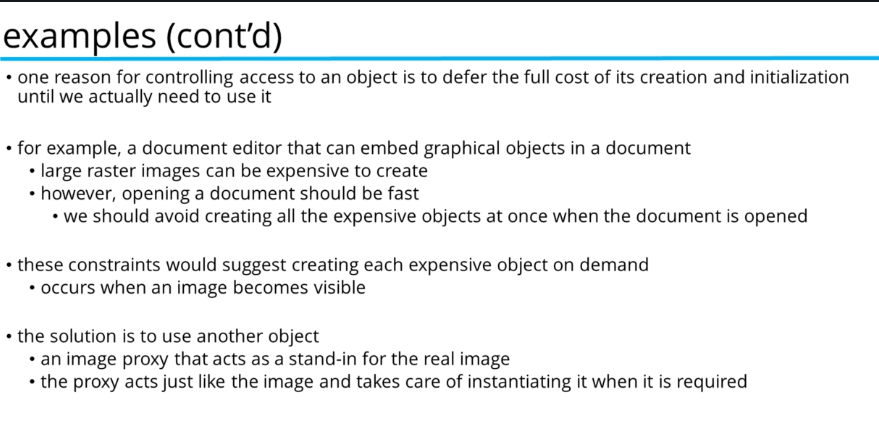 examples (cont’d)
• one reason for controlling access to an object is to defer the full cost of its creation and initialization
until we actually need to use it
• for example, a document editor that can embed graphical objects in a document
• large raster images can be expensive to create
• however, opening a document should be fast
• we should avoid creating all the expensive objects at once when the document is opened
• these constraints would suggest creating each expensive object on demand
• occurs when an image becomes visible
• the solution is to use another object
• an image proxy that acts as a stand-in for the real image
• the proxy acts just like the image and takes care of instantiating it when it is required